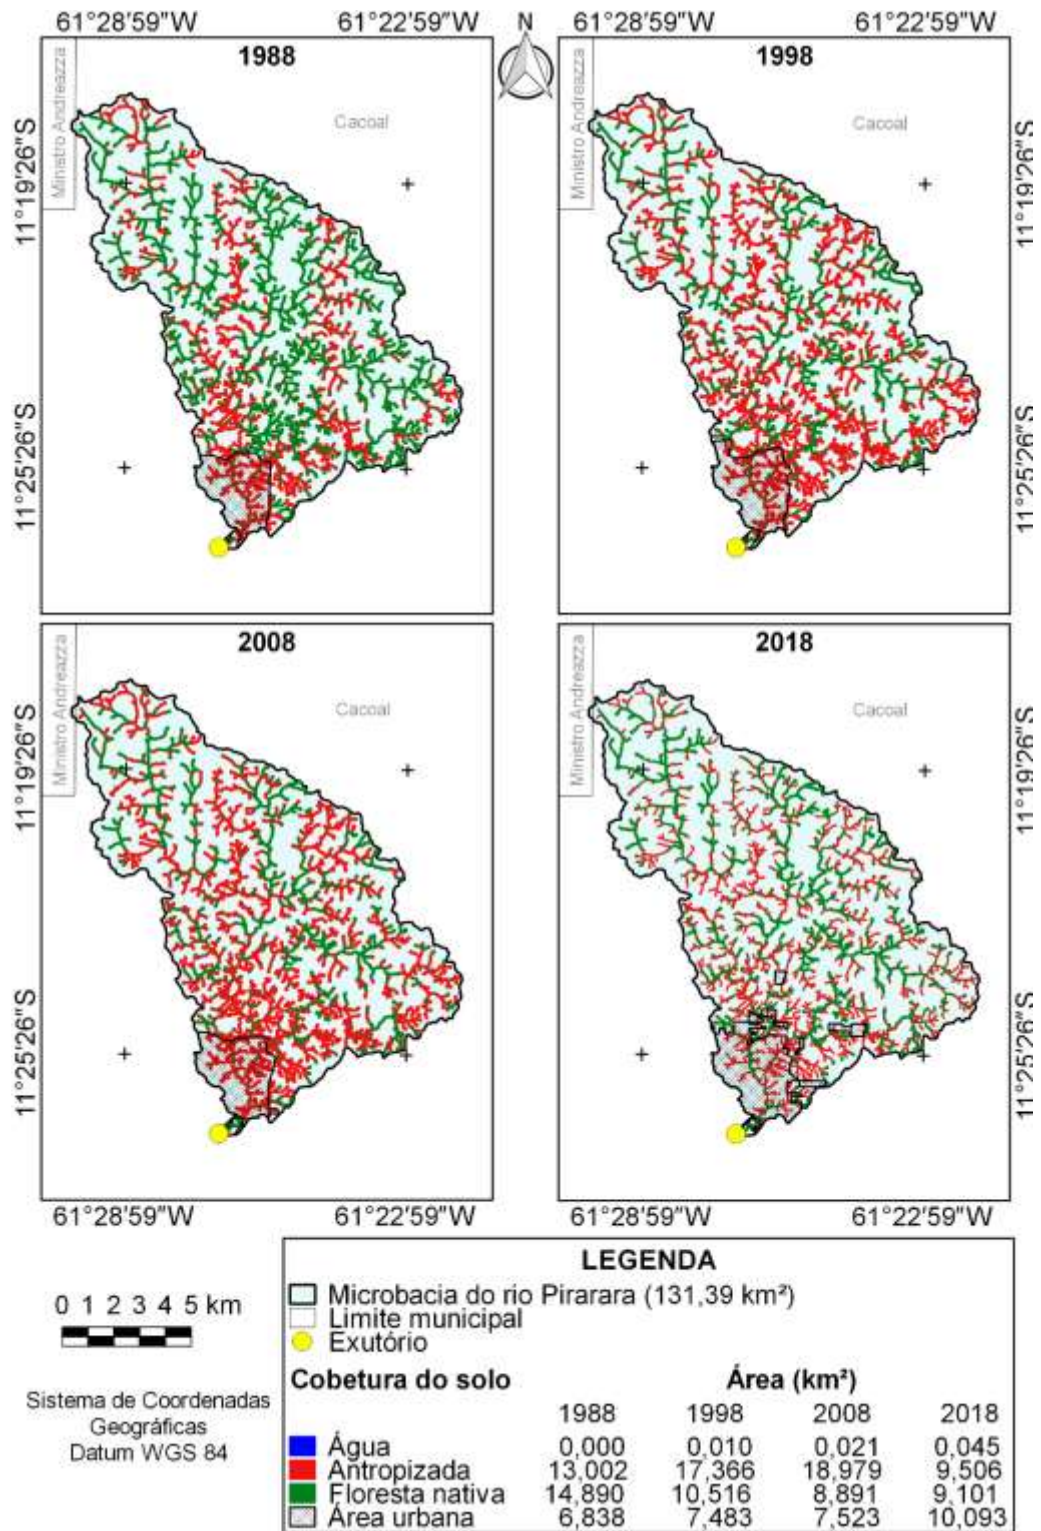 61°28'59"W 61°22'59"W N 61°28'59"W 61°22'59"W
1988
1998
Ministro Andreazza
Cacoal
Ministro Andreazza
Cacoal
11°19'26"S
11°19'26"S
11°25'26"S
11°25'26"S
2008
2018
Ministro Andreazza
Cacoal
Ministro Andreazza
Cacoal
11°19'26"S
11°19'26"S
11°25'26"S
11°25'26"S
61°28'59"W 61°22'59"W 61°28'59"W 61°22'59"W
0 1 2 3 4 5 km
Sistema de Coordenadas
Geográficas
Datum WGS 84
LEGENDA
Microbacia do rio Pirarara (131,39 km²)
Limite municipal
Exutório
Cobetura do solo Área (km²)
1988 1998 2008 2018
Água 0,000 0,010 0,021 0,045
Antropizada 13,002 17,366 18,979 9,506
Floresta nativa 14,890 10,516 8,891 9,101
Área urbana 6,838 7,483 7,523 10,093